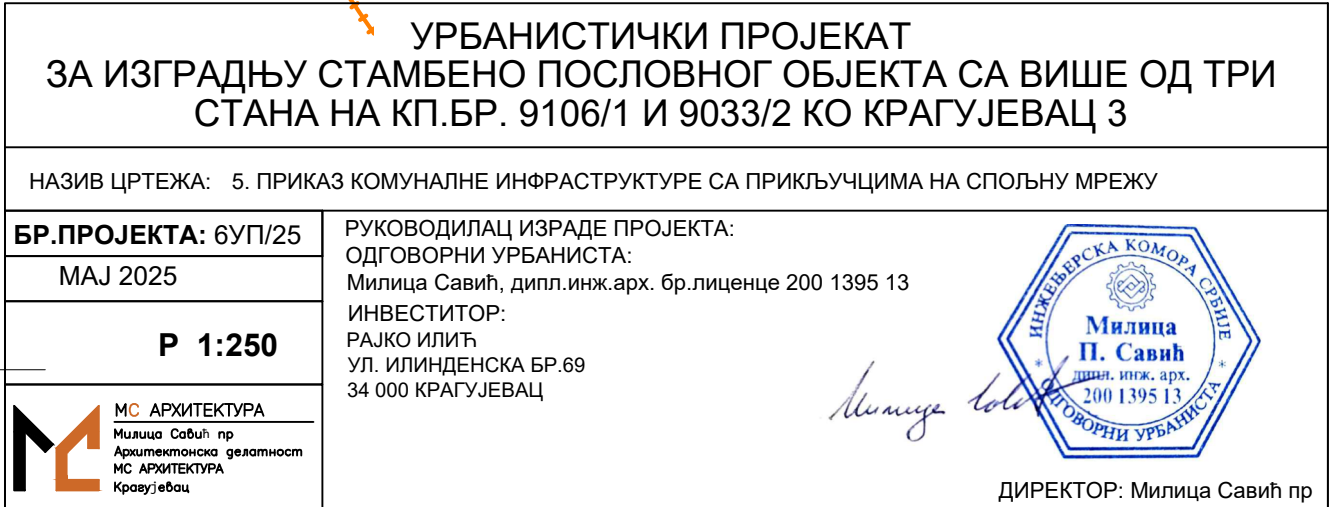 УРБАНИСТИЧКИ ПРОЈЕКАТ
ЗА ИЗГРАДЊУ СТАМБЕНО ПОСЛОВНОГ ОБЈЕКТА СА ВИШЕ ОД ТРИ
СТАНА НА КП.БР. 9106/1 И 9033/2 КО КРАГУЈЕВАЦ 3
НАЗИВ ЦРТЕЖА: 5. ПРИКАЗ КОМУНАЛНЕ ИНФРАСТРУКТУРЕ СА ПРИКЉУЧЦИМА НА СПОЉНУ МРЕЖУ
БР.ПРОЈЕКТА: 6УП/25
МАЈ 2025
Р 1:250
МС АРХИТЕКТУРА
Милица Савић пр
Архитектонска делатност
МС АРХИТЕКТУРА
Крагујевац
РУКОВОДИЛАЦ ИЗРАДЕ ПРОЈЕКТА:
ОДГОВОРНИ УРБАНИСТА:
Милица Савић, дипл.инж.арх. бр.лиценце 200 1395 13
ИНВЕСТИТОР:
РАЈКО ИЛИЋ
УЛ. ИЛИНДЕНСКА БР.69
34 000 КРАГУЈЕВАЦ
ИНЖЕЊЕРСКА КОМОРА СРБИЈЕ
Милица
П. Савић
дипл. инж. арх.
200 1395 13
* ОДГОВОРНИ УРБАНИСТА *
Милица
ДИРЕКТОР: Милица Савић пр